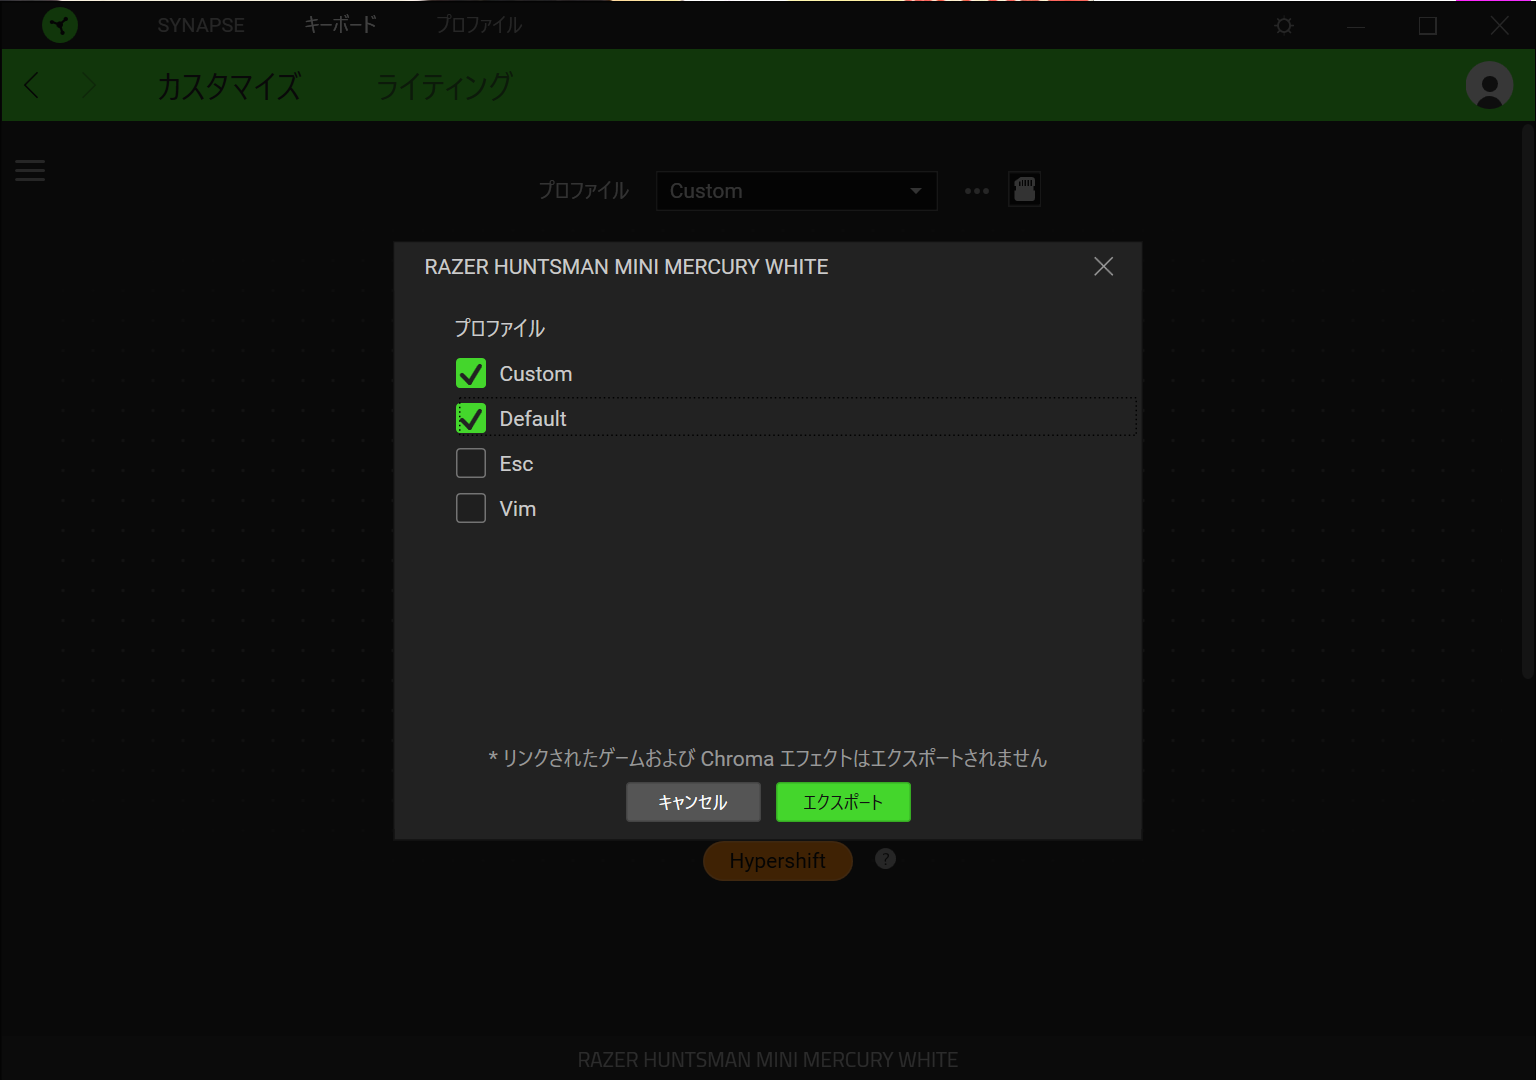 SYNAPSE キーボード プロファイル
カスタマイズ ライティング
プロファイル Custom
RAZER HUNTSMAN MINI MERCURY WHITE
プロファイル
Custom
Default
Esc
Vim
* リンクされたゲームおよび Chroma エフェクトはエクスポートされません
キャンセル エクスポート
Hypershift ?
RAZER HUNTSMAN MINI MERCURY WHITE